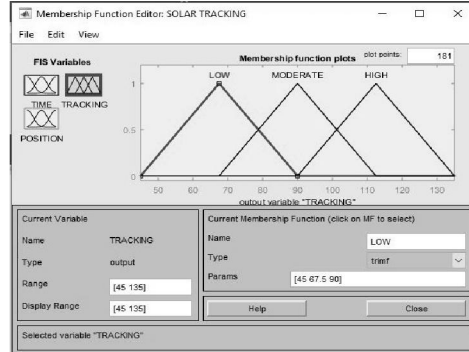 Membership Function Editor: SOLAR TRACKING
File Edit View
FIS Variables
TIME TRACKING
POSITION
Membership function plots
plot points:
181
LOW MODERATE HIGH
1
0.5
0
50 60 70 80 90 100 110 120 130
output variable "TRACKING"
Current Variable
Name TRACKING
Type output
Range [45 135]
Display Range [45 135]
Current Membership Function (click on MF to select)
Name LOW
Type trimf
Params [45 67.5 90]
Help Close
Selected variable "TRACKING"